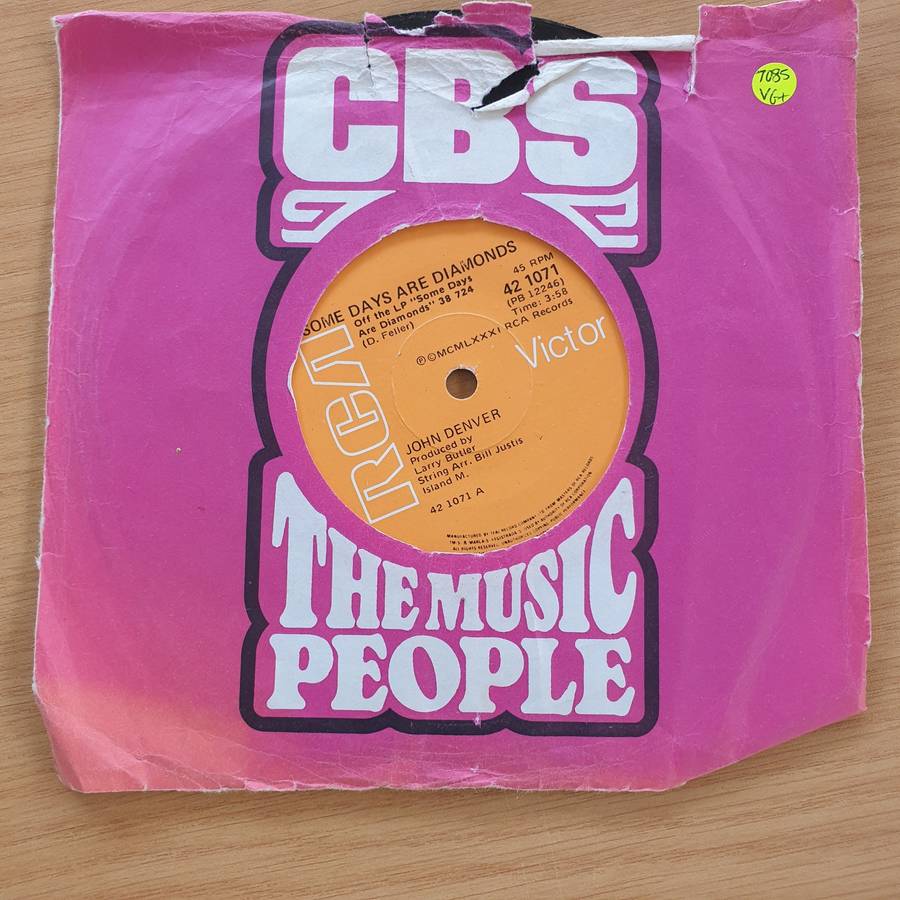 CBS
7085
VG+
SOME DAYS ARE DIAMONDS
Off the LP "Some Days
Are Diamonds" 38 724
(D. Feller)
45 RPM
42 1071
(PB 12246)
Time: 3:58
℗©MCMLXXXI RCA Records
RCA
Victor
JOHN DENVER
Produced by
Larry Butler
String Arr. Bill Justis
Island M.
42 1071 A
THE MUSIC
PEOPLE